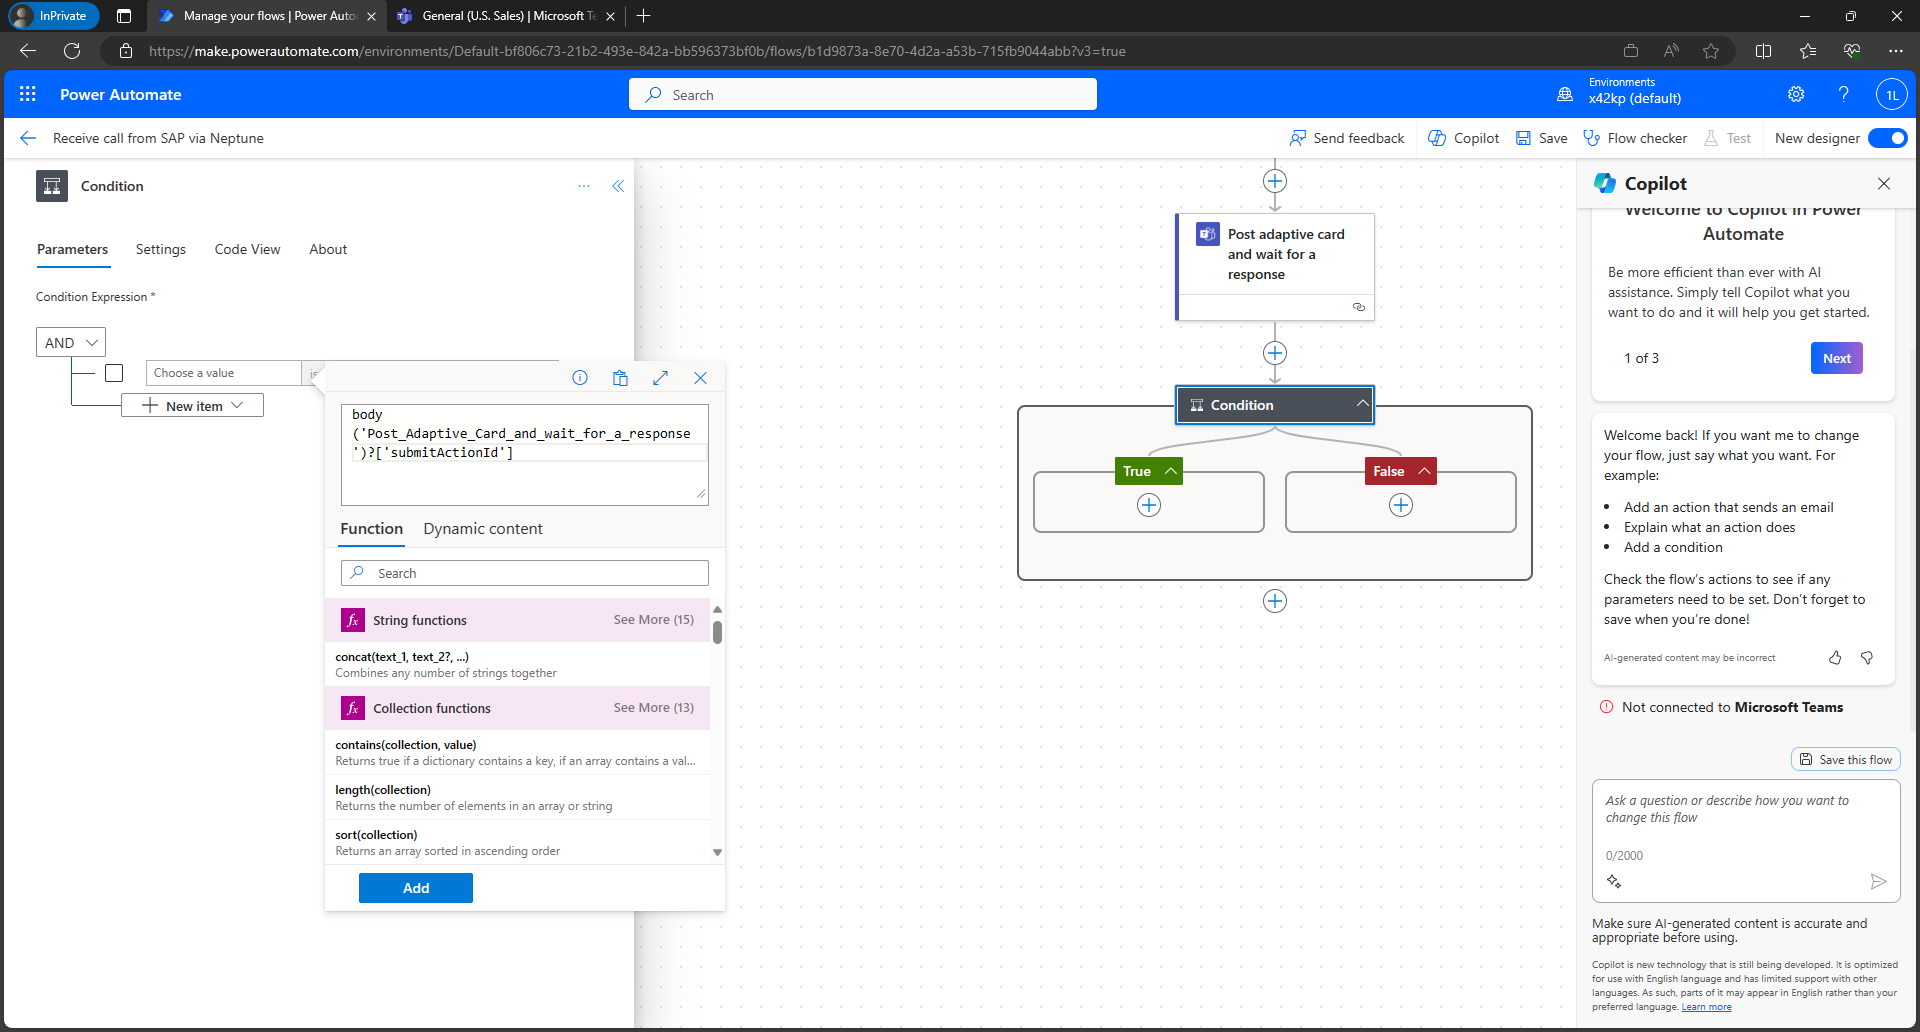 InPrivate
Manage your flows | Power Auto
General (U.S. Sales) | Microsoft Te
https://make.powerautomate.com/environments/Default-bf806c73-21b2-493e-842a-bb596373bf0b/flows/b1d9873a-8e70-4d2a-a53b-715fb9044abb?v3=true
Power Automate
Search
Environments
x42kp (default)
1L
Receive call from SAP via Neptune
Send feedback
Copilot
Save
Flow checker
Test
New designer
Condition
Parameters
Settings
Code View
About
Condition Expression *
AND
Choose a value
is
New item
body
('Post_Adaptive_Card_and_wait_for_a_response
')?['submitActionId']
Function
Dynamic content
Search
fx String functions
See More (15)
concat(text_1, text_2?, ...)
Combines any number of strings together
fx Collection functions
See More (13)
contains(collection, value)
Returns true if a dictionary contains a key, if an array contains a val...
length(collection)
Returns the number of elements in an array or string
sort(collection)
Returns an array sorted in ascending order
Add
Post adaptive card
and wait for a
response
Condition
True
False
Copilot
Welcome to Copilot in Power
Automate
Be more efficient than ever with AI
assistance. Simply tell Copilot what you
want to do and it will help you get started.
1 of 3
Next
Welcome back! If you want me to change
your flow, just say what you want. For
example:
• Add an action that sends an email
• Explain what an action does
• Add a condition
Check the flow's actions to see if any
parameters need to be set. Don't forget to
save when you're done!
AI-generated content may be incorrect
Not connected to Microsoft Teams
Save this flow
Ask a question or describe how you want to
change this flow
0/2000
Make sure AI-generated content is accurate and
appropriate before using.
Copilot is new technology that is still being developed. It is optimized
for use with English language and has limited support with other
languages. As such, parts of it may appear in English rather than your
preferred language. Learn more